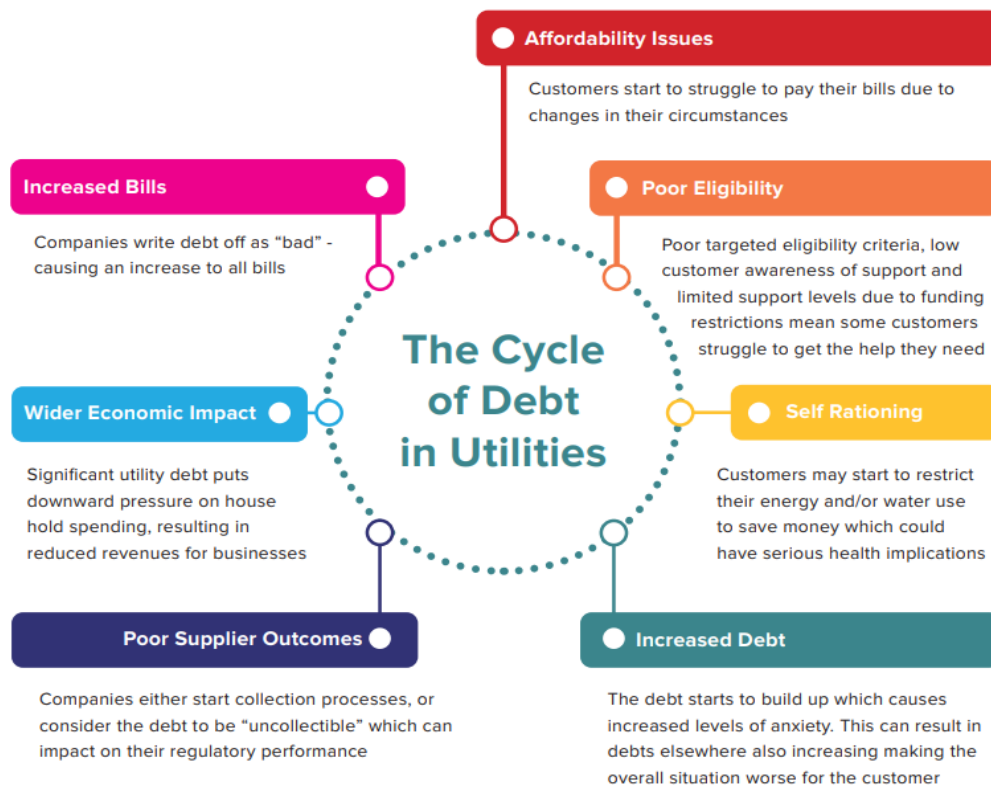 Affordability Issues
Customers start to struggle to pay their bills due to
changes in their circumstances
Poor Eligibility
Poor targeted eligibility criteria, low
customer awareness of support and
limited support levels due to funding
restrictions mean some customers
struggle to get the help they need
Self Rationing
Customers may start to restrict
their energy and/or water use
to save money which could
have serious health implications
Increased Debt
The debt starts to build up which causes
increased levels of anxiety. This can result in
debts elsewhere also increasing making the
overall situation worse for the customer
Poor Supplier Outcomes
Companies either start collection processes, or
consider the debt to be “uncollectible” which can
impact on their regulatory performance
Wider Economic Impact
Significant utility debt puts
downward pressure on house
hold spending, resulting in
reduced revenues for businesses
Increased Bills
Companies write debt off as “bad” -
causing an increase to all bills
The Cycle
of Debt
in Utilities